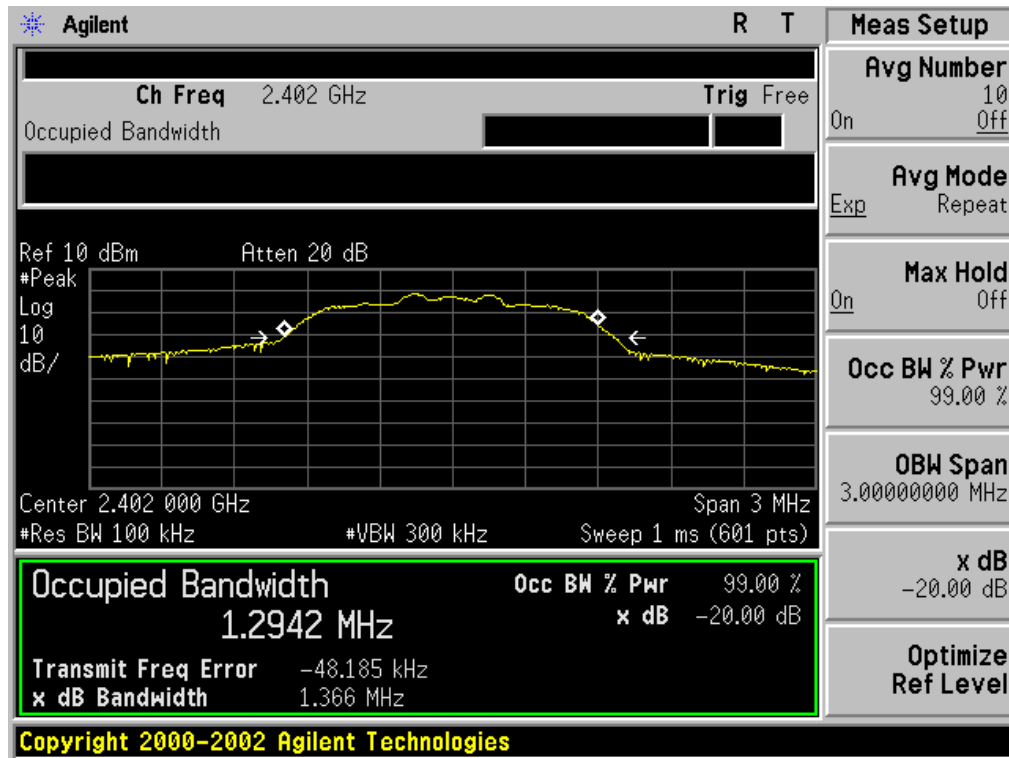 Agilent R T
Meas Setup
Avg Number
10
On Off
Ch Freq 2.402 GHz Trig Free
Occupied Bandwidth
Avg Mode
Exp Repeat
Ref 10 dBm Atten 20 dB
#Peak
Log
10
dB/
Max Hold
On Off
Occ BW % Pwr
99.00 %
OBW Span
3.00000000 MHz
Center 2.402 000 GHz Span 3 MHz
#Res BW 100 kHz #VBW 300 kHz Sweep 1 ms (601 pts)
Occupied Bandwidth Occ BW % Pwr 99.00 %
1.2942 MHz x dB -20.00 dB
Transmit Freq Error -48.185 kHz
x dB Bandwidth 1.366 MHz
x dB
-20.00 dB
Optimize
Ref Level
Copyright 2000-2002 Agilent Technologies